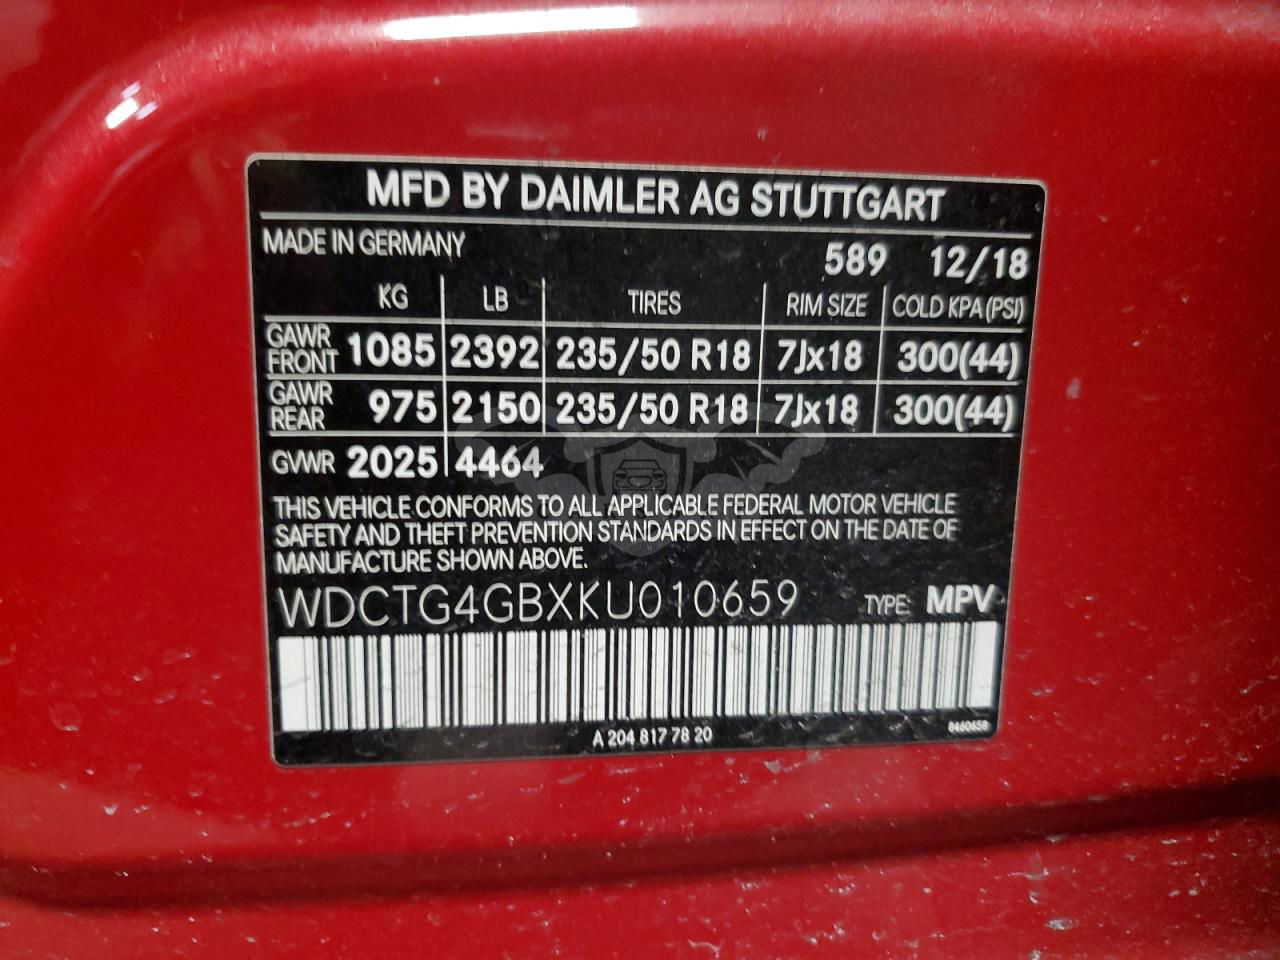 MFD BY DAIMLER AG STUTTGART
MADE IN GERMANY 589 12/18
KG LB TIRES RIM SIZE COLD KPA (PSI)
GAWR FRONT 1085 2392 235/50 R18 7Jx18 300(44)
GAWR REAR 975 2150 235/50 R18 7Jx18 300(44)
GVWR 2025 4464
THIS VEHICLE CONFORMS TO ALL APPLICABLE FEDERAL MOTOR VEHICLE
SAFETY AND THEFT PREVENTION STANDARDS IN EFFECT ON THE DATE OF
MANUFACTURE SHOWN ABOVE.
WDCTG4GBXKU010659 TYPE: MPV
A 204 817 78 20 8460658